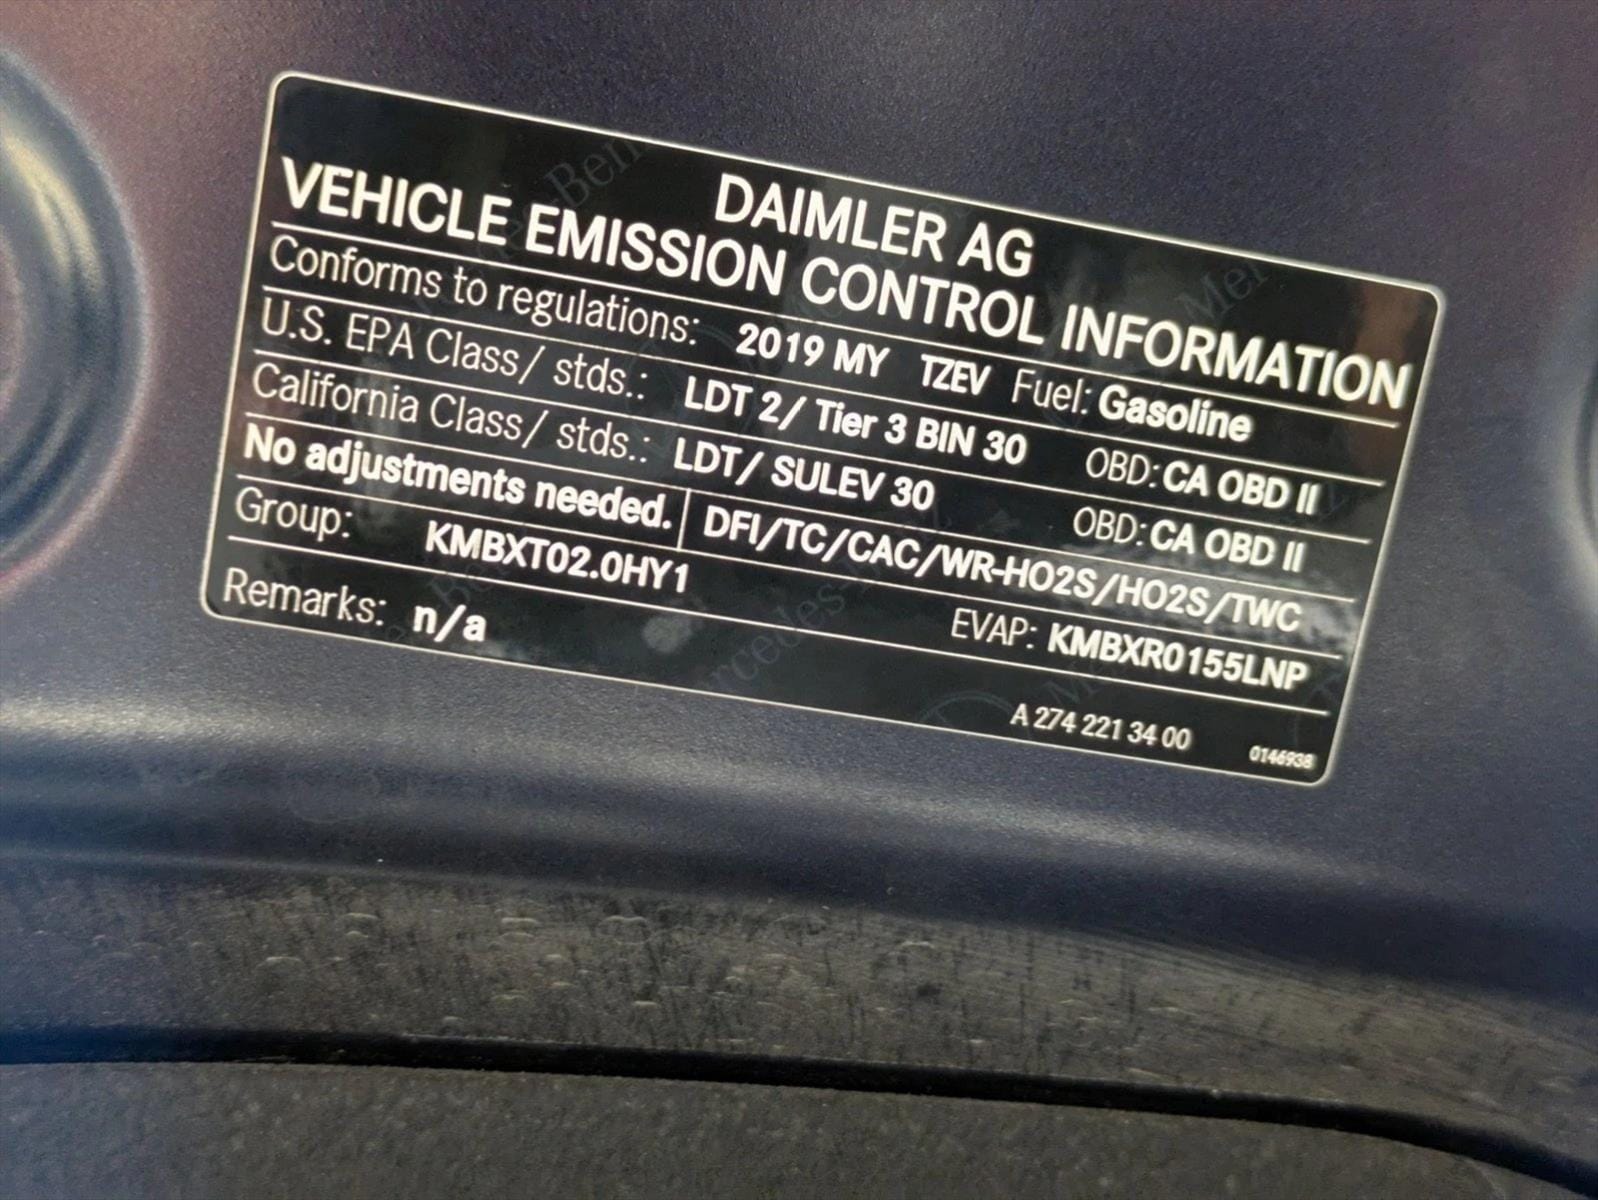 DAIMLER AG
VEHICLE EMISSION CONTROL INFORMATION
Conforms to regulations: 2019 MY TZEV Fuel: Gasoline
U.S. EPA Class/ stds.: LDT 2/ Tier 3 BIN 30 OBD: CA OBD II
California Class/ stds.: LDT/ SULEV 30 OBD: CA OBD II
No adjustments needed. DFI/TC/CAC/WR-HO2S/HO2S/TWC
Group: KMBXT02.0HY1 EVAP: KMBXR0155LNP
Remarks: n/a
A 274 221 34 00 0146938